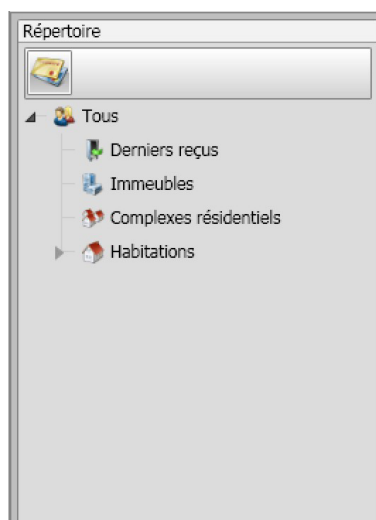 Répertoire
Tous
Derniers reçus
Immeubles
Complexes résidentiels
Habitations